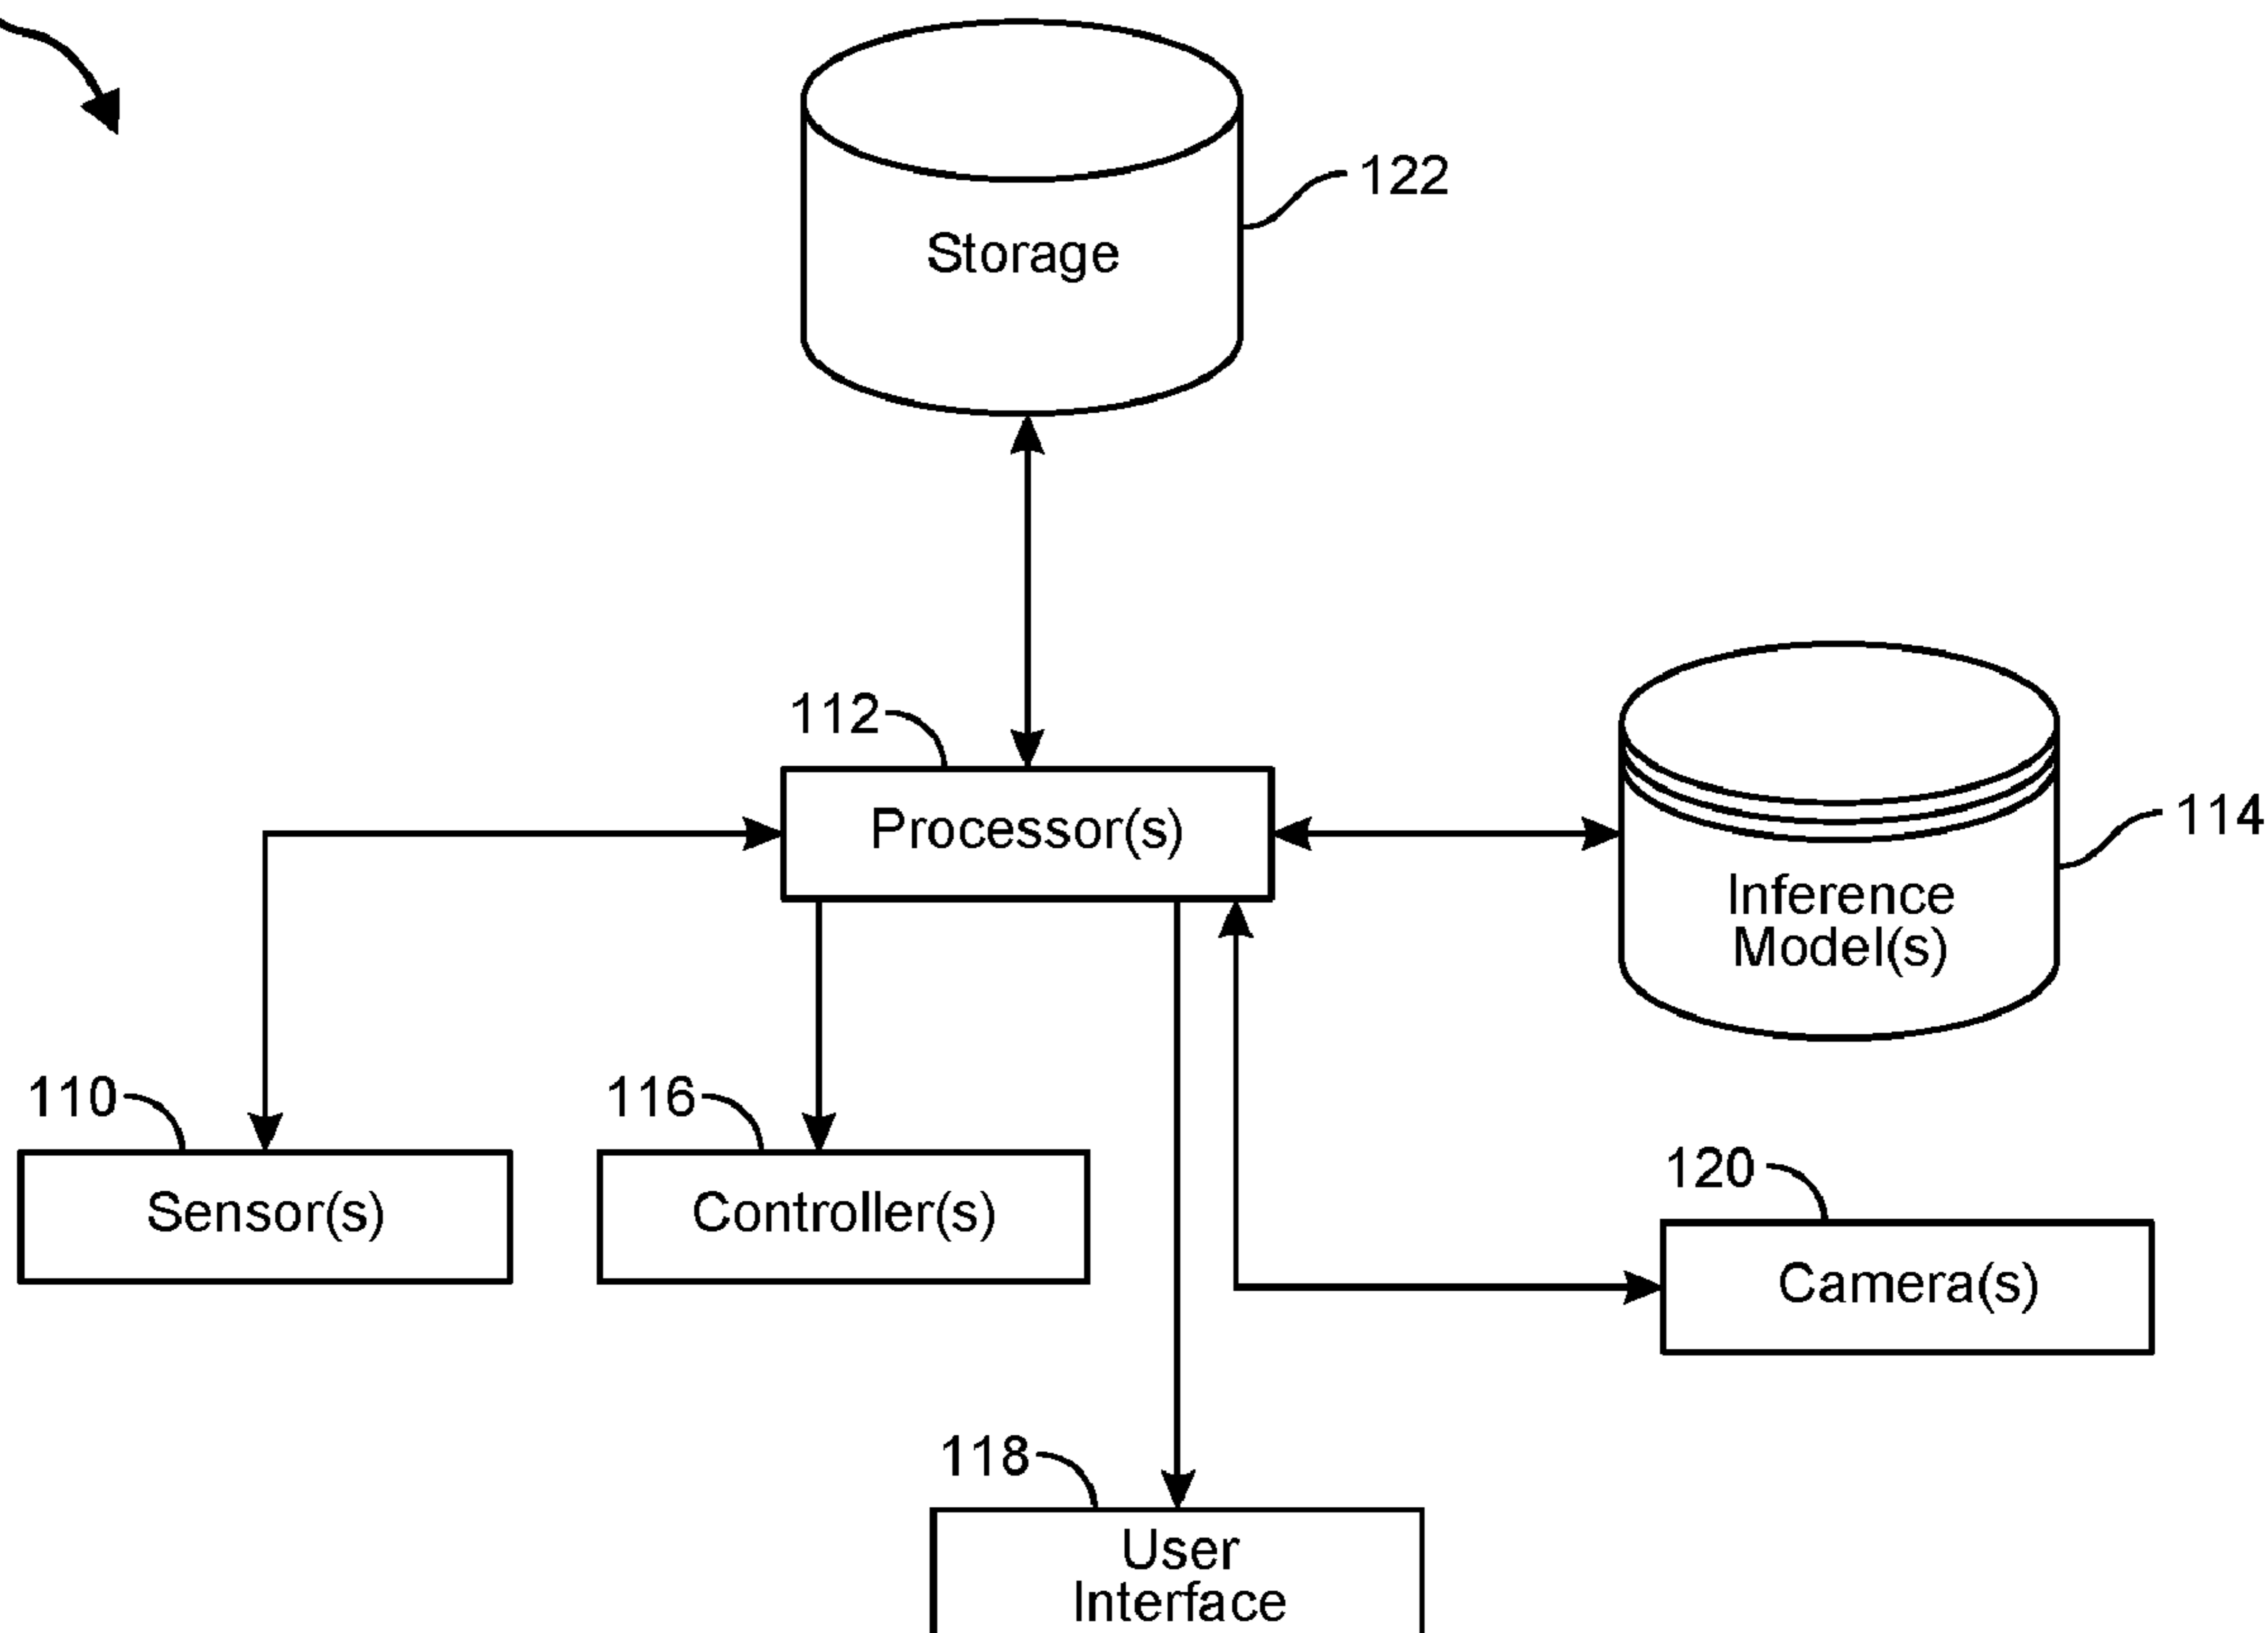 122
Storage
112
Processor(s)
114
Inference
Model(s)
110
116
Sensor(s)
Controller(s)
120
Camera(s)
118
User
Interface